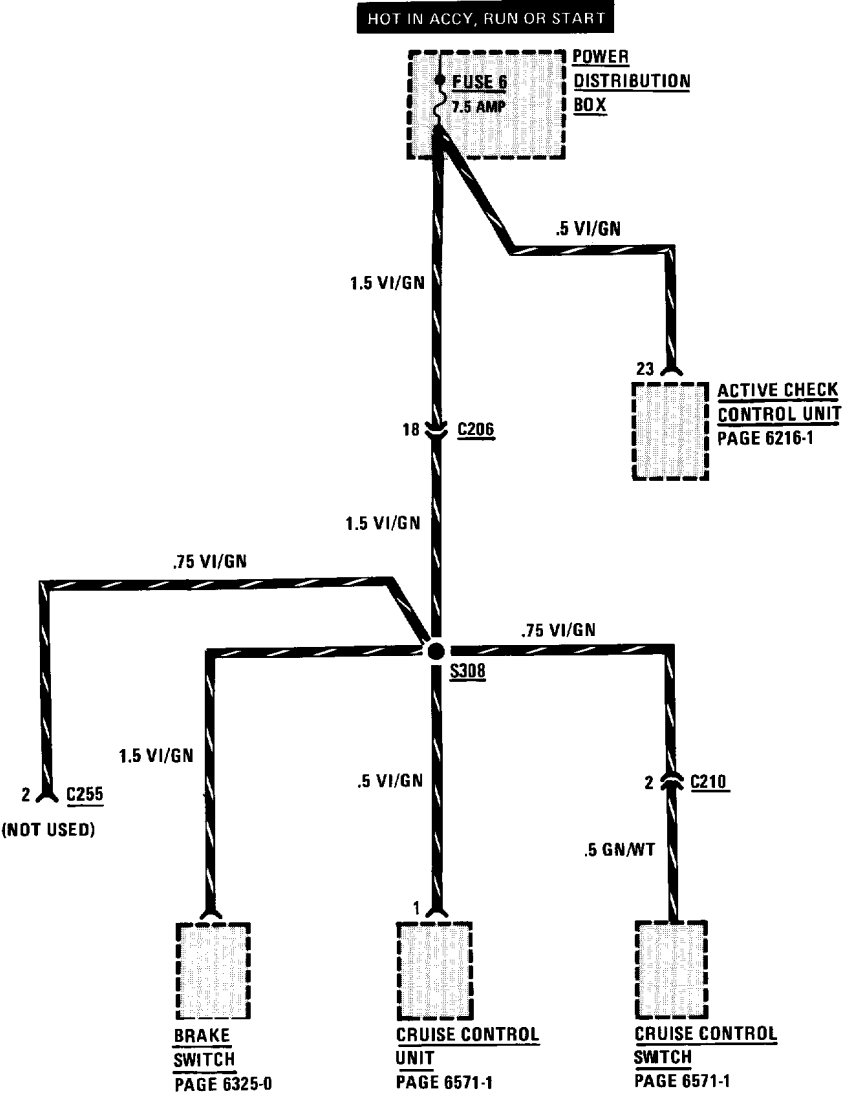 HOT IN ACCY, RUN OR START
POWER
DISTRIBUTION
BOX
FUSE 6
7.5 AMP
.5 VI/GN
1.5 VI/GN
23
ACTIVE CHECK
CONTROL UNIT
PAGE 6216-1
18
C206
1.5 VI/GN
.75 VI/GN
.75 VI/GN
S308
1.5 VI/GN
.5 VI/GN
2
C255
(NOT USED)
2
C210
.5 GN/WT
1
BRAKE
SWITCH
PAGE 6325-0
CRUISE CONTROL
UNIT
PAGE 6571-1
CRUISE CONTROL
SWITCH
PAGE 6571-1